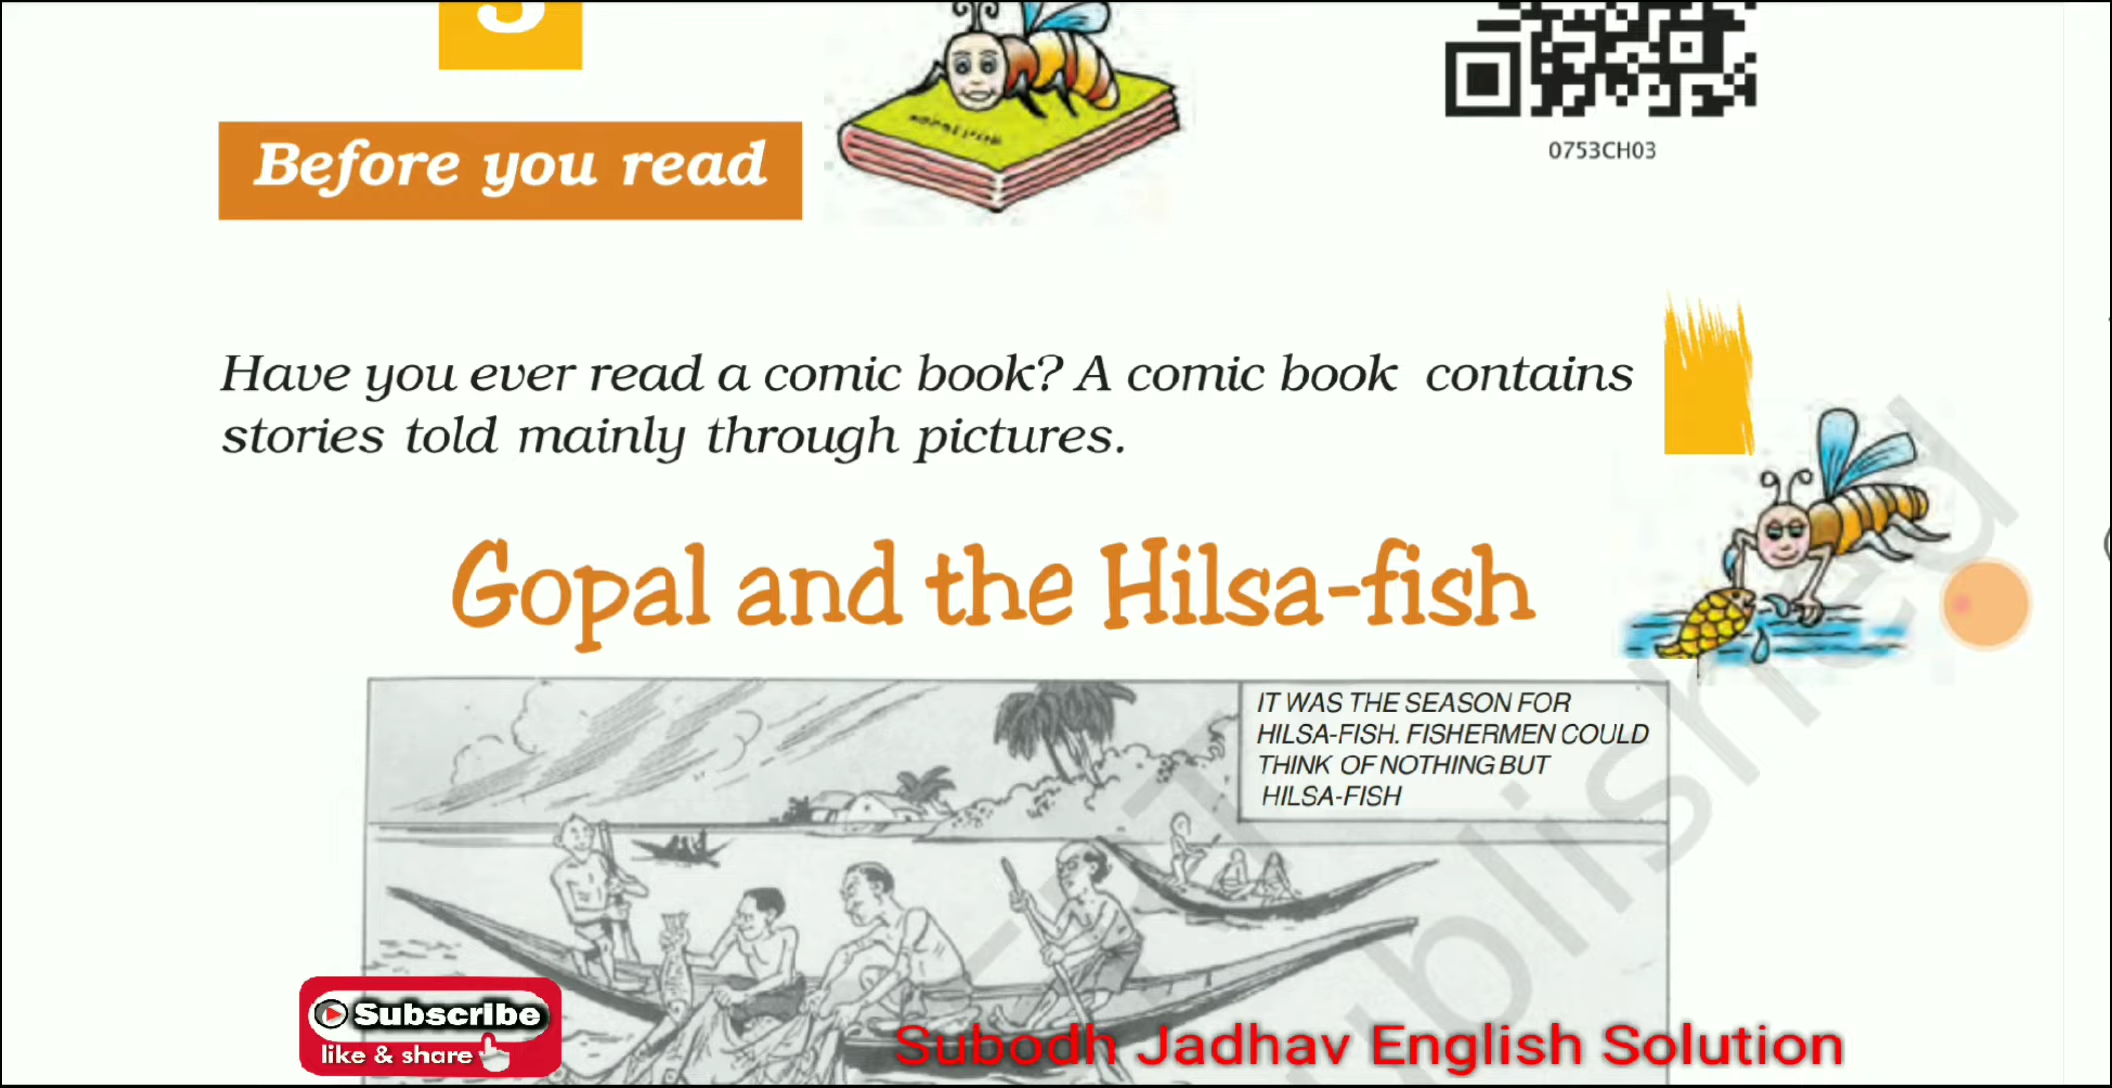 3
Before you read
0753CH03
Have you ever read a comic book? A comic book contains
stories told mainly through pictures.
Gopal and the Hilsa-fish
IT WAS THE SEASON FOR
HILSA-FISH. FISHERMEN COULD
THINK OF NOTHING BUT
HILSA-FISH
Subscribe
like & share
Subodh Jadhav English Solution